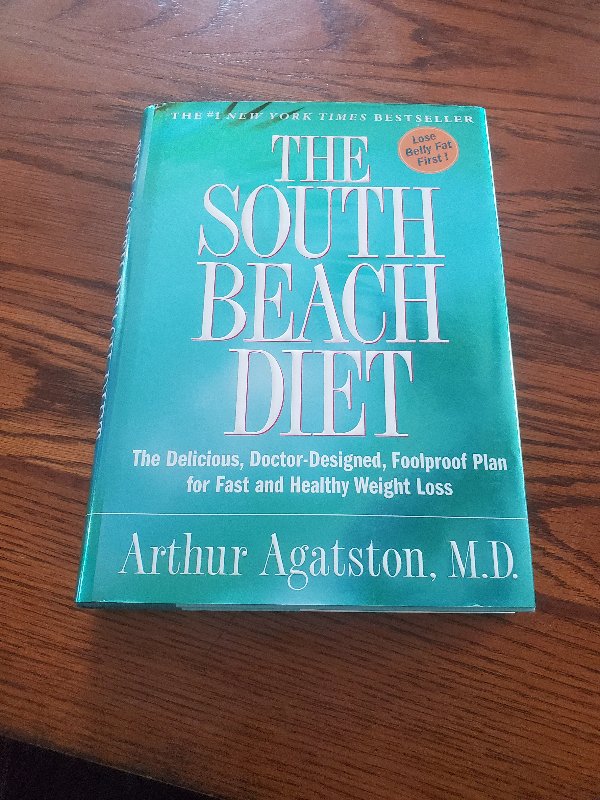 THE #1 NEW YORK TIMES BESTSELLER
Lose
Belly Fat
First!
THE
SOUTH
BEACH
DIET
The Delicious, Doctor-Designed, Foolproof Plan
for Fast and Healthy Weight Loss
Arthur Agatston, M.D.